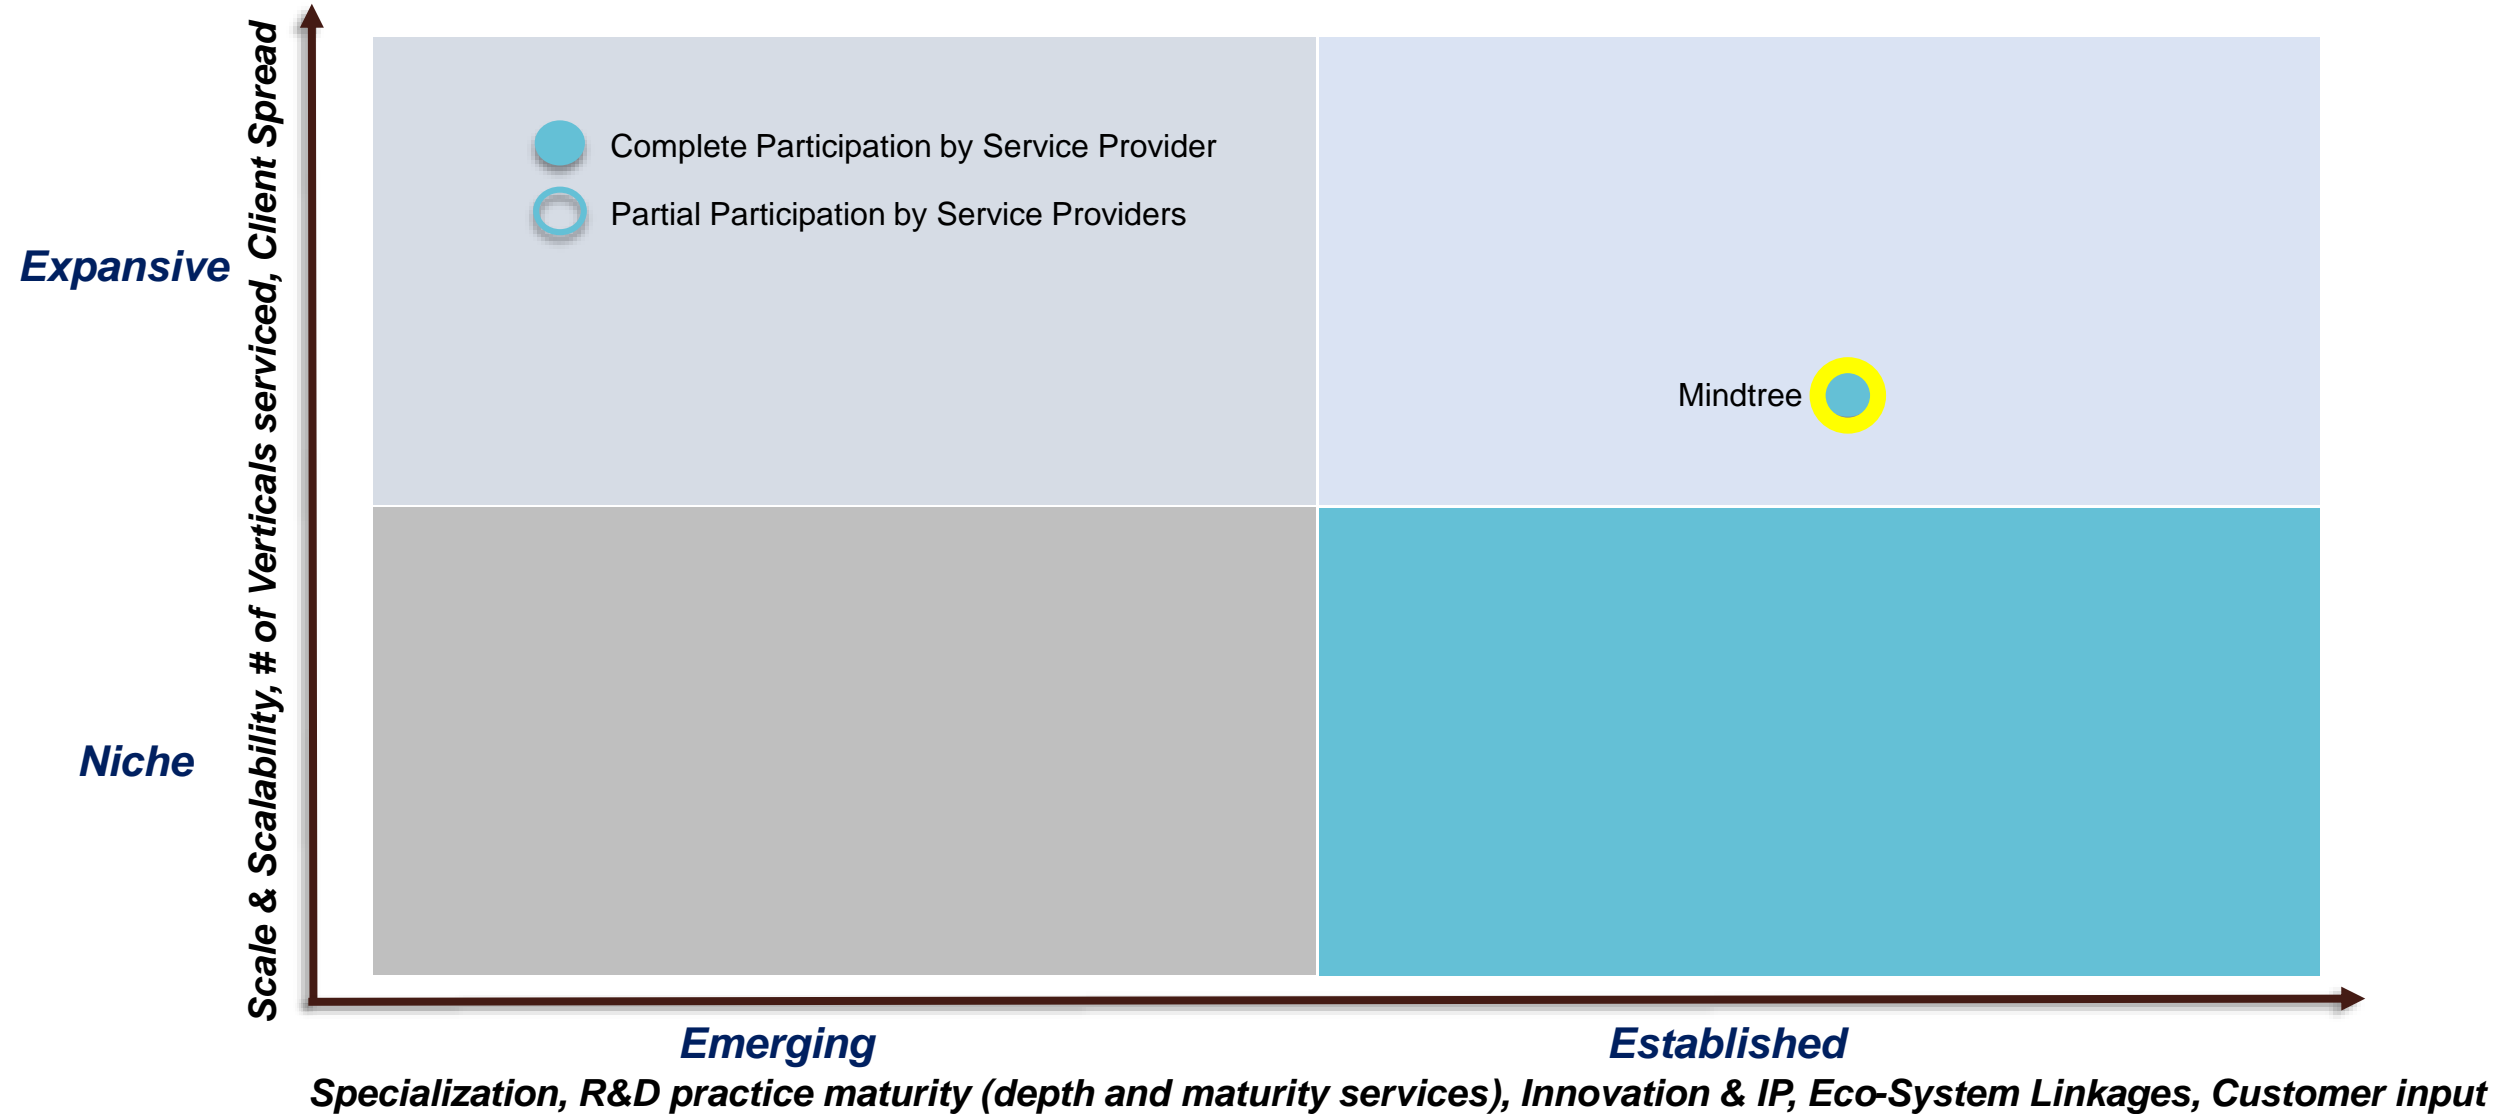 Scale & Scalability, # of Verticals serviced, Client Spread
Complete Participation by Service Provider
Partial Participation by Service Providers
Expansive
Mindtree
Niche
Emerging
Established
Specialization, R&D practice maturity (depth and maturity services), Innovation & IP, Eco-System Linkages, Customer input